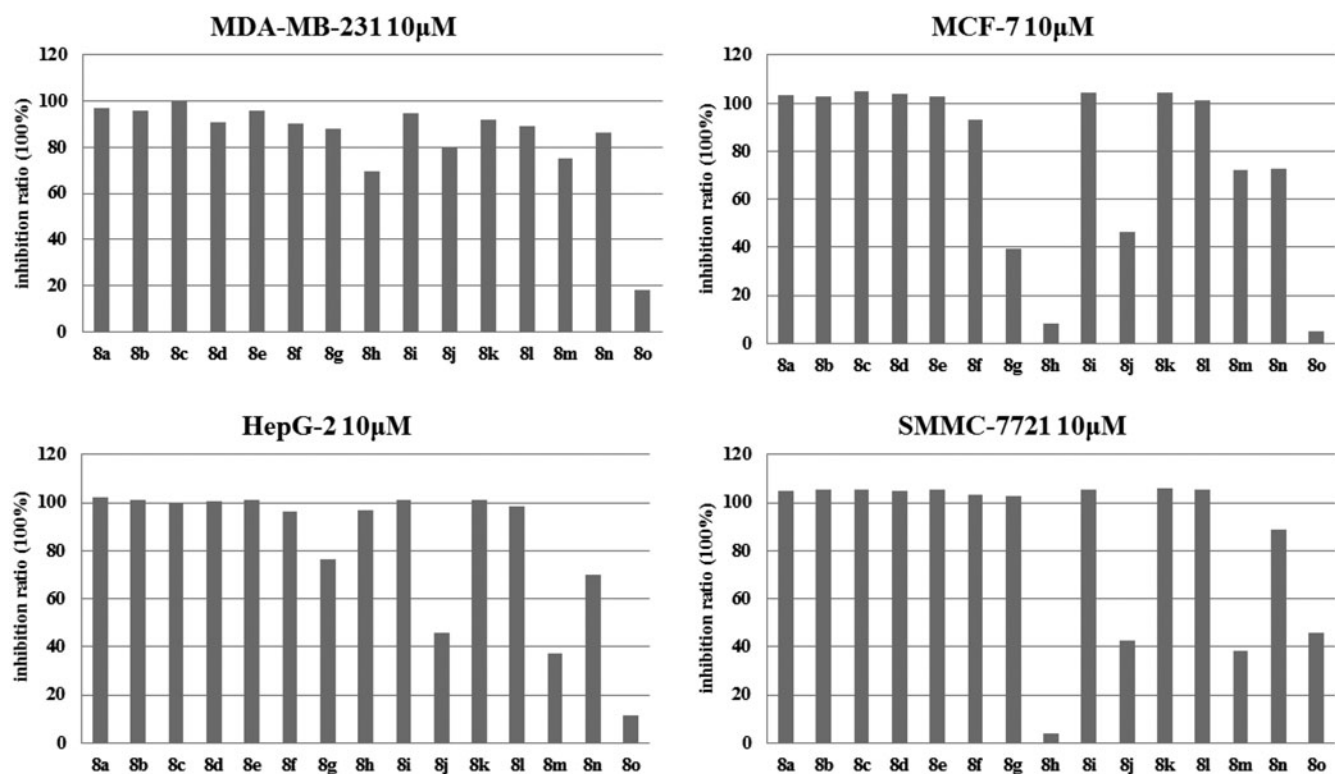 MDA-MB-231 10μM
inhibition ratio (100%)
120
100
80
60
40
20
0
8a 8b 8c 8d 8e 8f 8g 8h 8i 8j 8k 8l 8m 8n 8o
MCF-7 10μM
inhibition ratio (100%)
120
100
80
60
40
20
0
8a 8b 8c 8d 8e 8f 8g 8h 8i 8j 8k 8l 8m 8n 8o
HepG-2 10μM
inhibition ratio (100%)
120
100
80
60
40
20
0
8a 8b 8c 8d 8e 8f 8g 8h 8i 8j 8k 8l 8m 8n 8o
SMMC-7721 10μM
inhibition ratio (100%)
120
100
80
60
40
20
0
8a 8b 8c 8d 8e 8f 8g 8h 8i 8j 8k 8l 8m 8n 8o